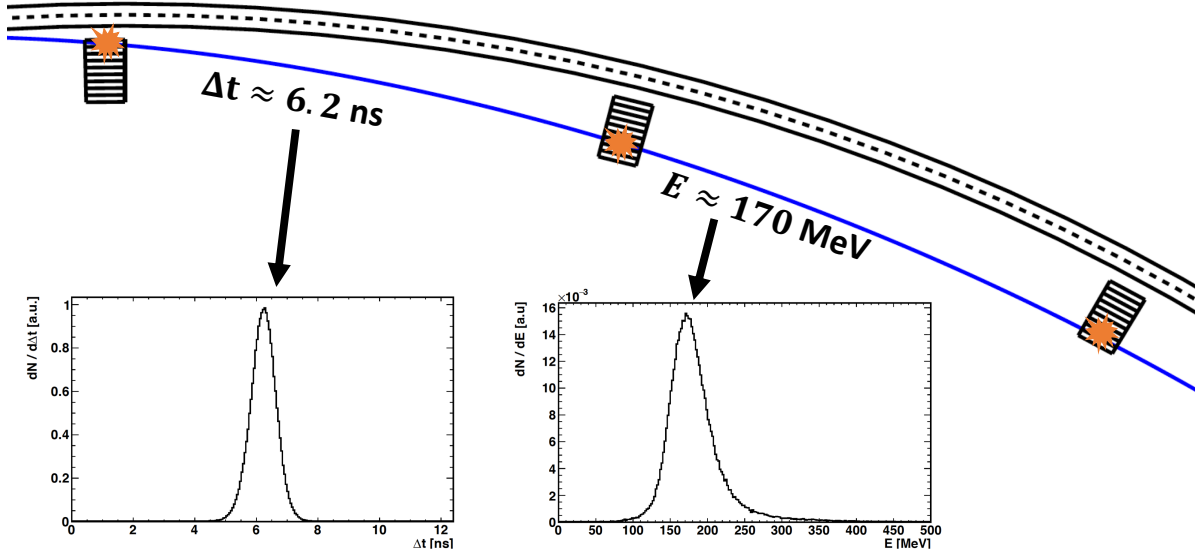 Δt ≈ 6.2 ns
E ≈ 170 MeV
dN / dΔt [a.u.]
1
0.8
0.6
0.4
0.2
0
0 2 4 6 8 10 12
Δt [ns]
×10⁻³
dN / dE [a.u]
16
14
12
10
8
6
4
2
0
0 50 100 150 200 250 300 350 400 450 500
E [MeV]